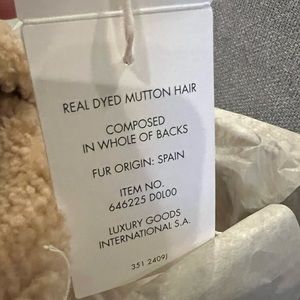 REAL DYED MUTTON HAIR
COMPOSED
IN WHOLE OF BACKS
FUR ORIGIN: SPAIN
ITEM NO.
646225 D0L00
LUXURY GOODS
INTERNATIONAL S.A.
351 2409J